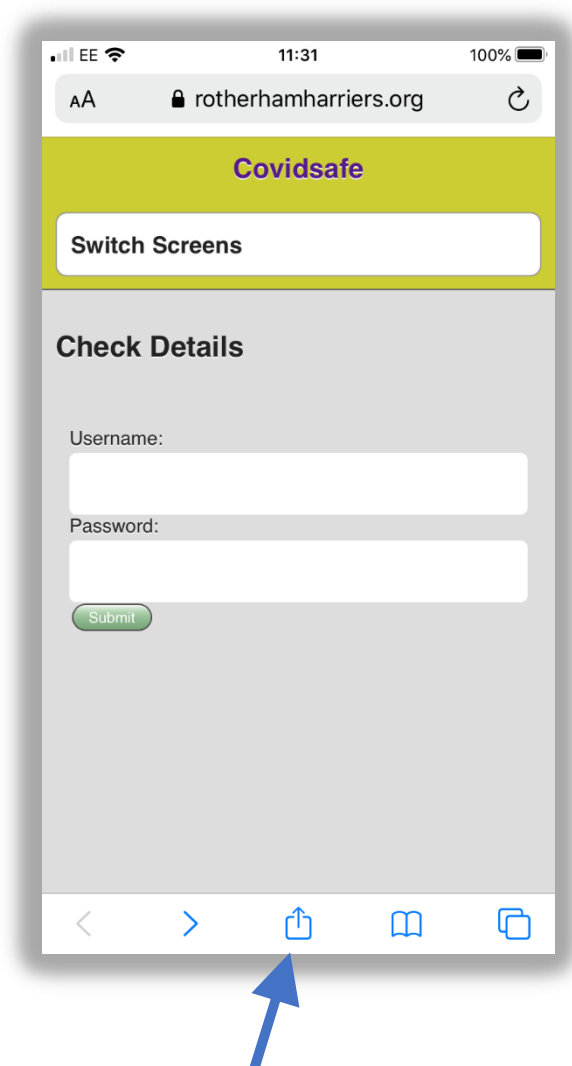 EE 11:31 100%
AA rotherhamharriers.org
Covidsafe
Switch Screens
Check Details
Username:
Password:
Submit